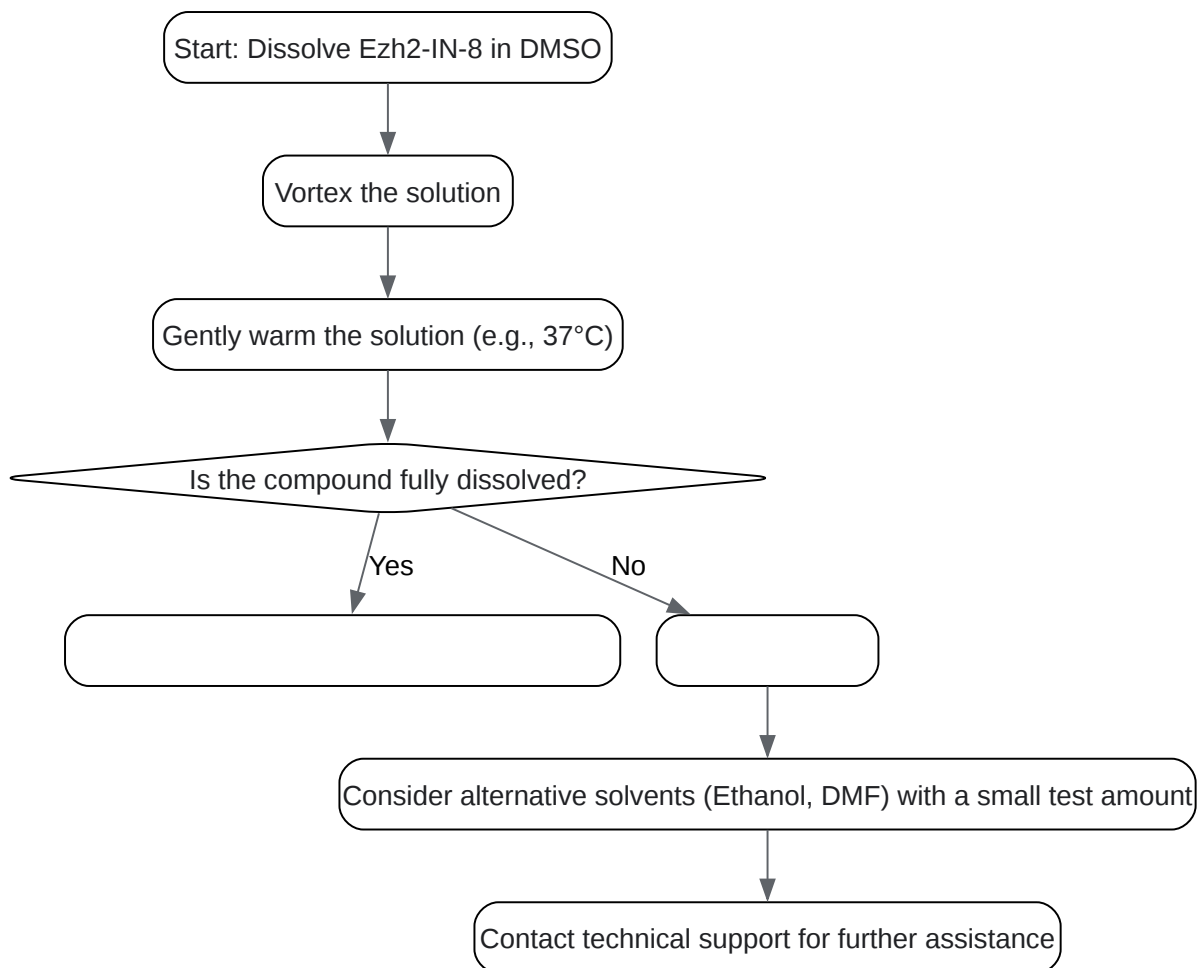 Start: Dissolve Ezh2-IN-8 in DMSO
Vortex the solution
Gently warm the solution (e.g., 37°C)
Is the compound fully dissolved?
Yes
No
Consider alternative solvents (Ethanol, DMF) with a small test amount
Contact technical support for further assistance